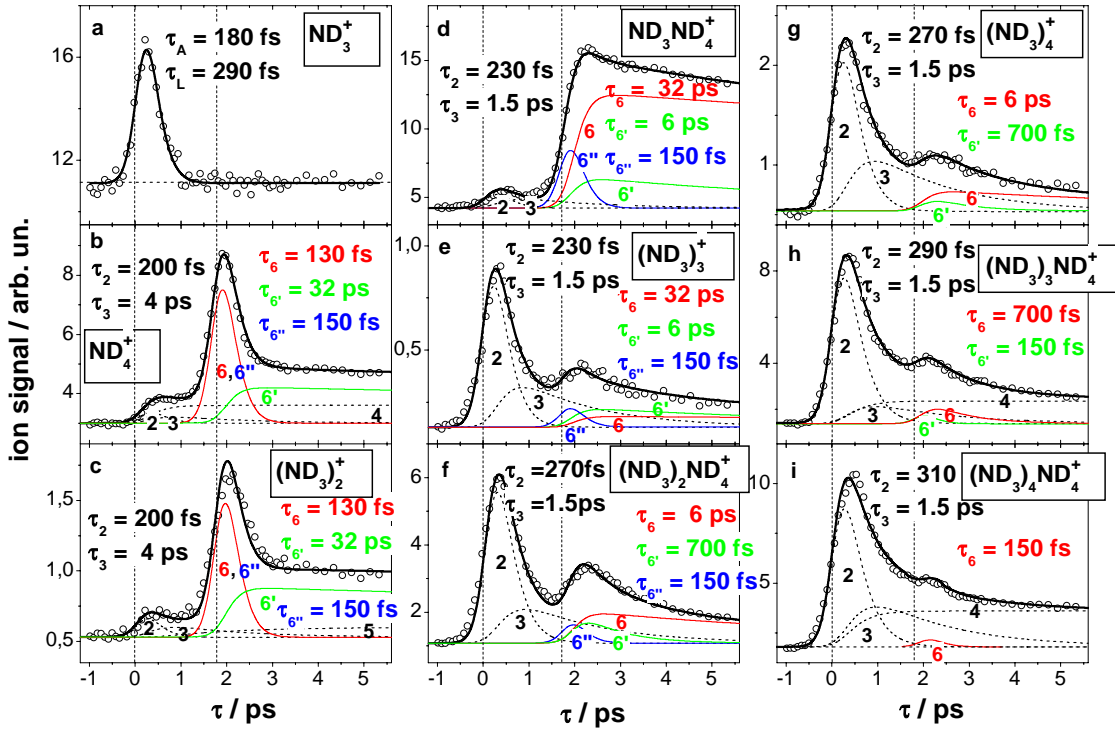 a
ND3+
τA = 180 fs
τL = 290 fs
16
12
b
τ2 = 200 fs
τ3 = 4 ps
τ6 = 130 fs
τ6' = 32 ps
τ6'' = 150 fs
ND4+
8
6
4
2
3
6,6''
6'
4
c
(ND3)2+
τ2 = 200 fs
τ3 = 4 ps
τ6 = 130 fs
τ6' = 32 ps
τ6'' = 150 fs
1,5
1,0
0,5
2
3
6,6''
6'
5
-1 0 1 2 3 4 5
τ / ps
ion signal / arb. un.
d
ND3ND4+
τ2 = 230 fs
τ3 = 1.5 ps
τ6 = 32 ps
τ6' = 6 ps
τ6'' = 150 fs
15
10
5
2
3
6
6''
6'
e
(ND3)3+
τ2 = 230 fs
τ3 = 1.5 ps
τ6 = 32 ps
τ6' = 6 ps
τ6'' = 150 fs
1,0
0,5
2
3
6''
6'
6
f
(ND3)2ND4+
τ2 =270fs
τ3 =1.5ps
τ6 = 6 ps
τ6' = 700 fs
τ6'' = 150 fs
6
4
2
2
3
6''
6'
6
-1 0 1 2 3 4 5
τ / ps
g
(ND3)4+
τ2 = 270 fs
τ3 = 1.5 ps
τ6 = 6 ps
τ6' = 700 fs
2
1
2
3
6
6'
h
(ND3)3ND4+
τ2 = 290 fs
τ3 = 1.5 ps
τ6 = 700 fs
τ6' = 150 fs
8
4
2
3
4
6
6'
i
(ND3)4ND4+
τ2 = 310
τ3 = 1.5 ps
τ6 = 150 fs
10
5
2
3
4
6
-1 0 1 2 3 4 5
τ / ps